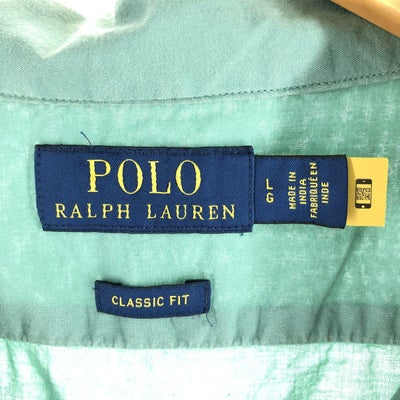 POLO
RALPH LAUREN
L
G
MADE IN
INDIA
FABRIQUÉ EN
INDE
CLASSIC FIT